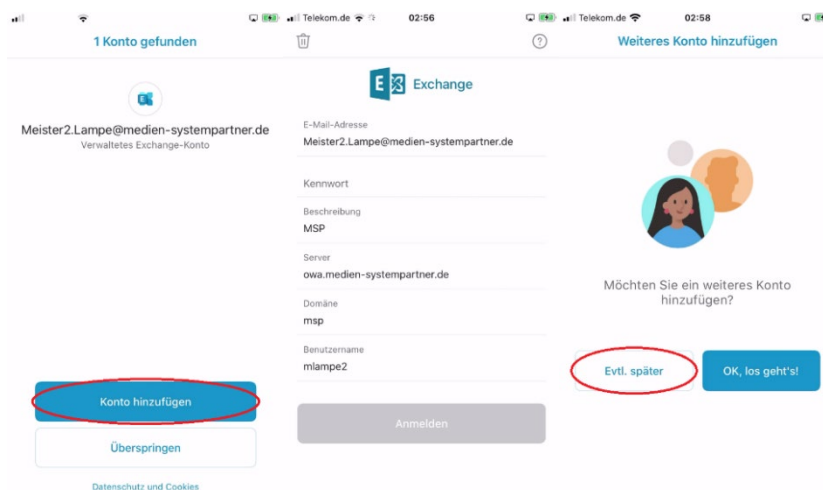 1 Konto gefunden
Meister2.Lampe@medien-systempartner.de
Verwaltetes Exchange-Konto
Konto hinzufügen
Überspringen
Datenschutz und Cookies
Telekom.de 02:56
Exchange
E-Mail-Adresse
Meister2.Lampe@medien-systempartner.de
Kennwort
Beschreibung
MSP
Server
owa.medien-systempartner.de
Domäne
msp
Benutzername
mlampe2
Anmelden
Telekom.de 02:58
Weiteres Konto hinzufügen
Möchten Sie ein weiteres Konto
hinzufügen?
Evtl. später
OK, los geht's!